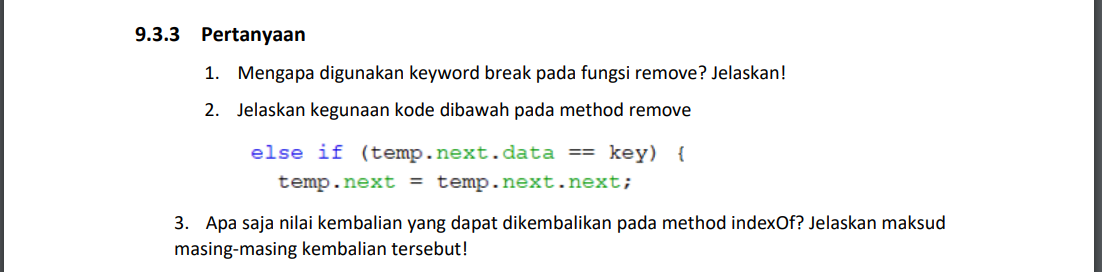 9.3.3 Pertanyaan
1. Mengapa digunakan keyword break pada fungsi remove? Jelaskan!
2. Jelaskan kegunaan kode dibawah pada method remove
else if (temp.next.data == key) {
temp.next = temp.next.next;
3. Apa saja nilai kembalian yang dapat dikembalikan pada method indexOf? Jelaskan maksud
masing-masing kembalian tersebut!